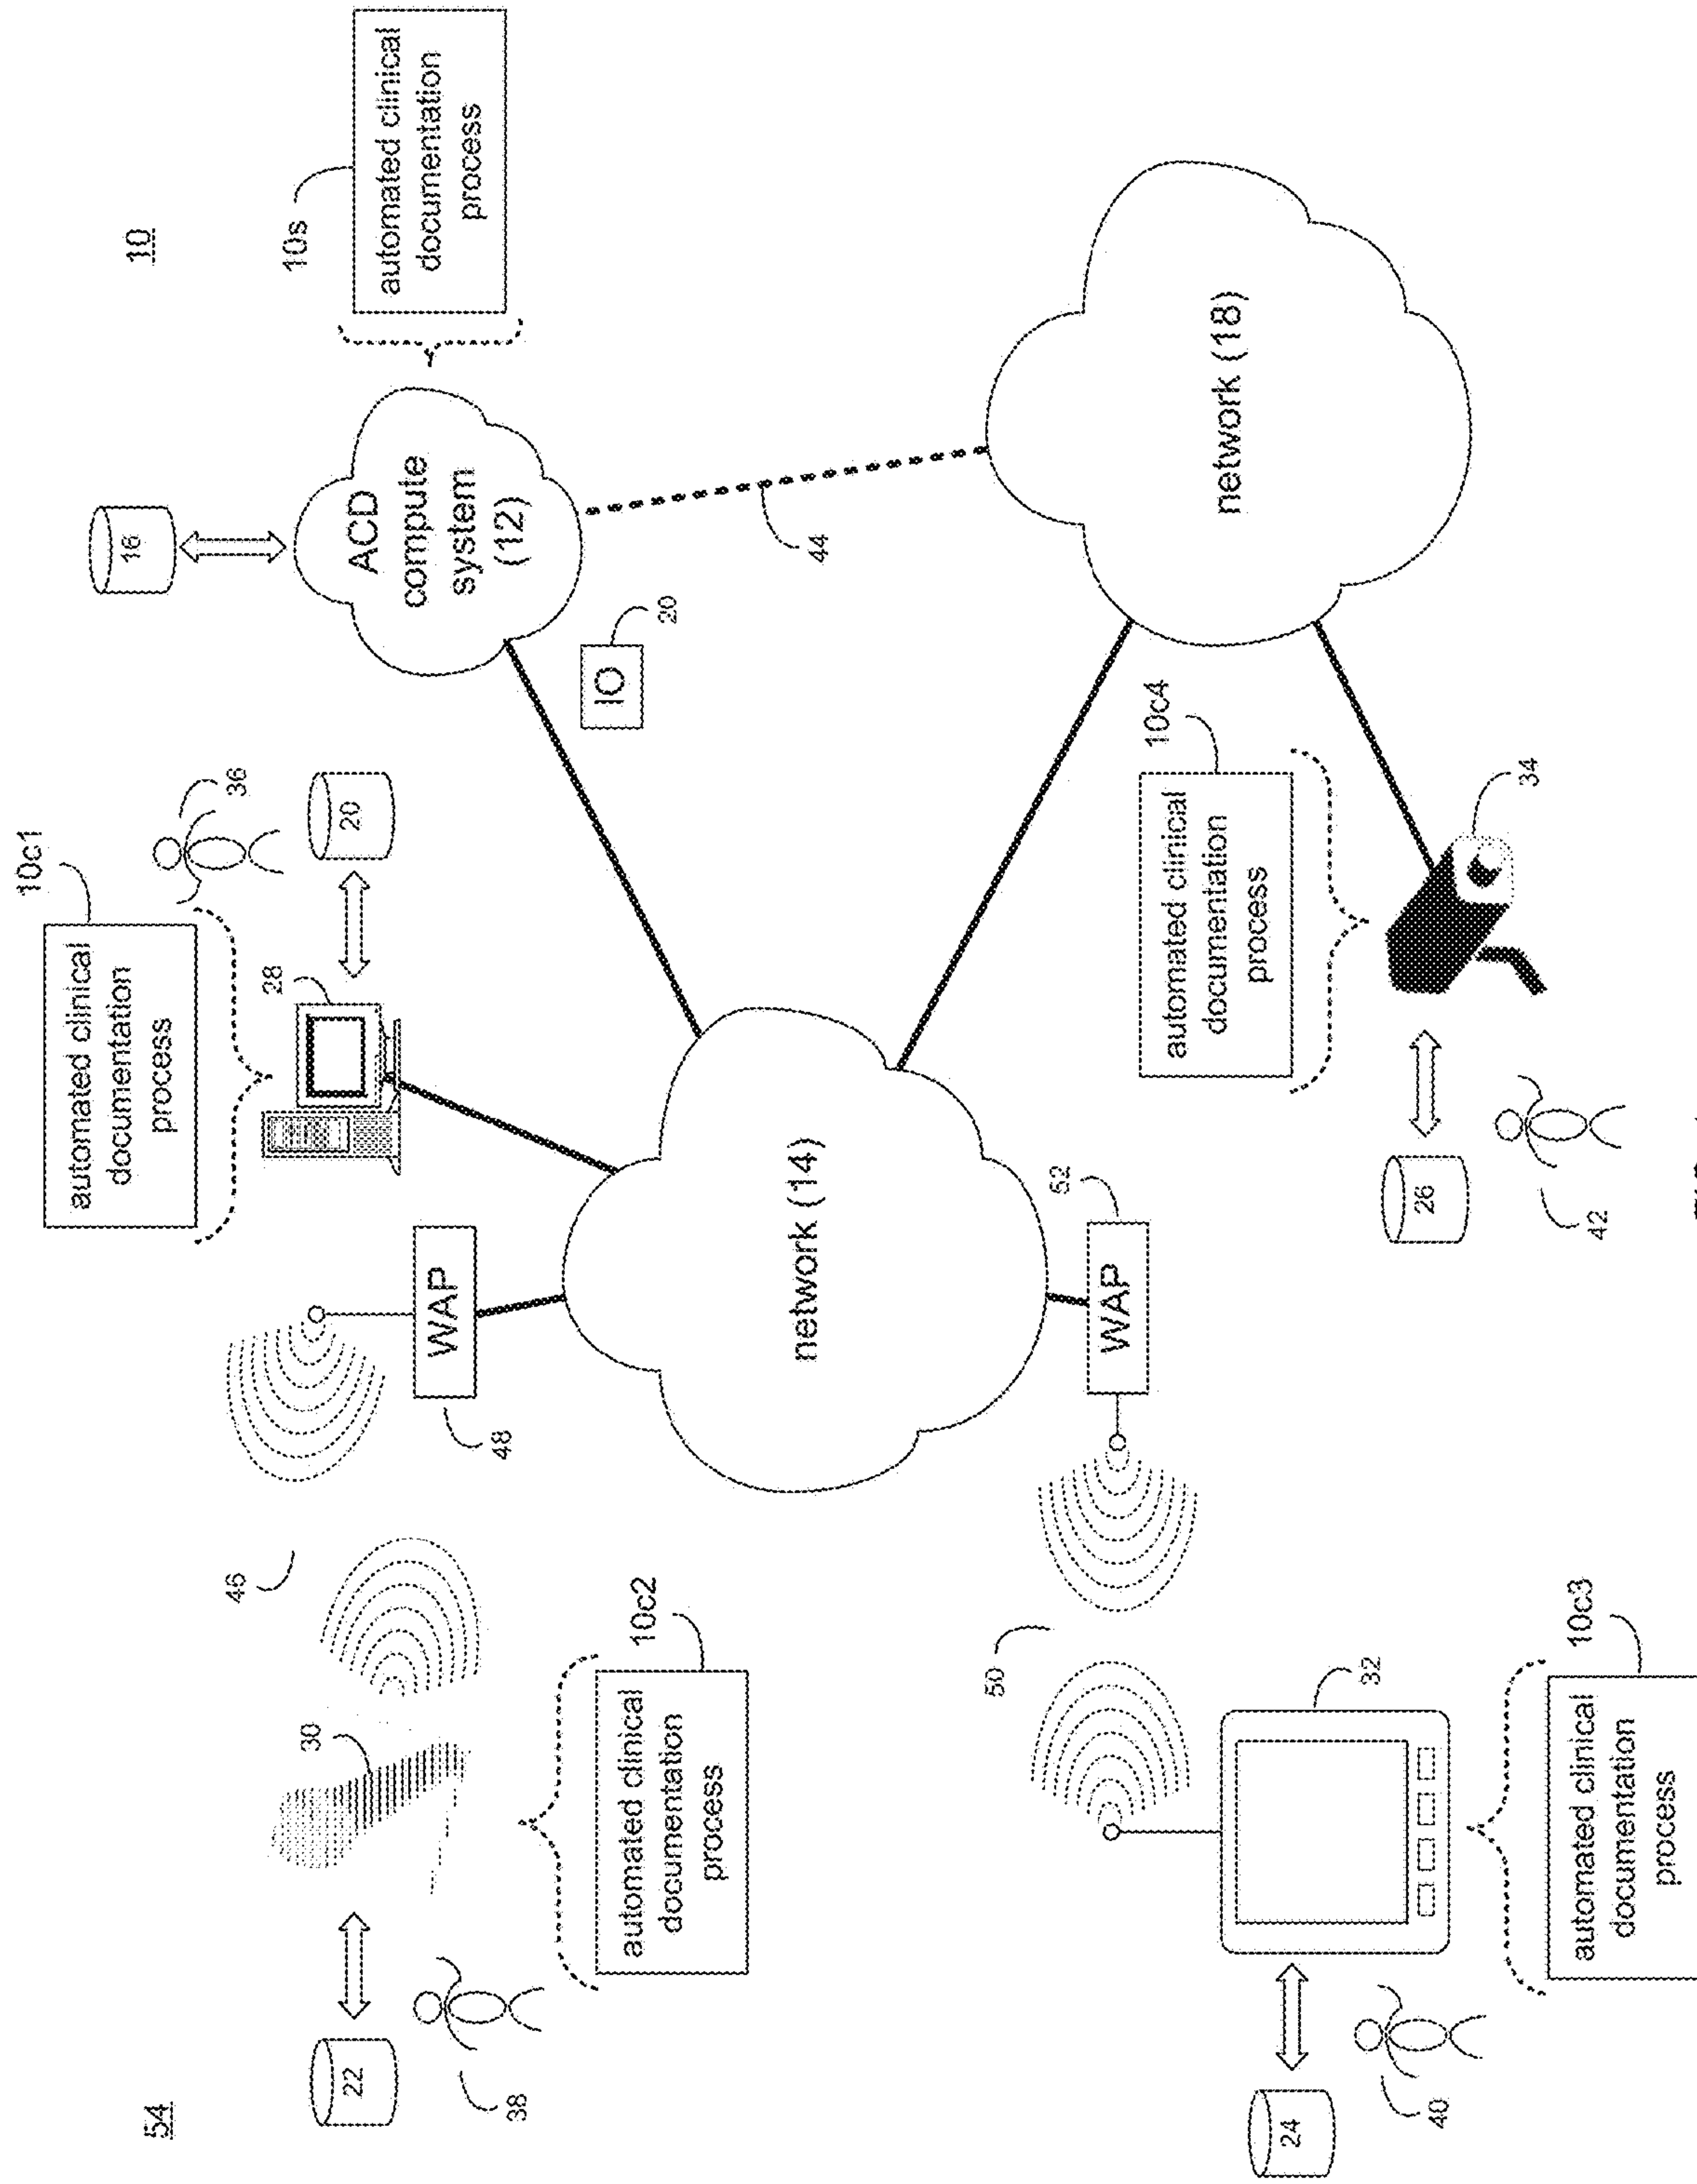 54
10c1
automated clinical
documentation
process
36
10
16
46
28
20
10s
automated clinical
documentation
process
22
30
38
48
WAP
ACD
compute
system
(12)
10c2
automated clinical
documentation
process
IO
20
network (14)
44
50
52
WAP
10c4
automated clinical
documentation
process
network (18)
24
40
32
26
42
34
10c3
automated clinical
documentation
process